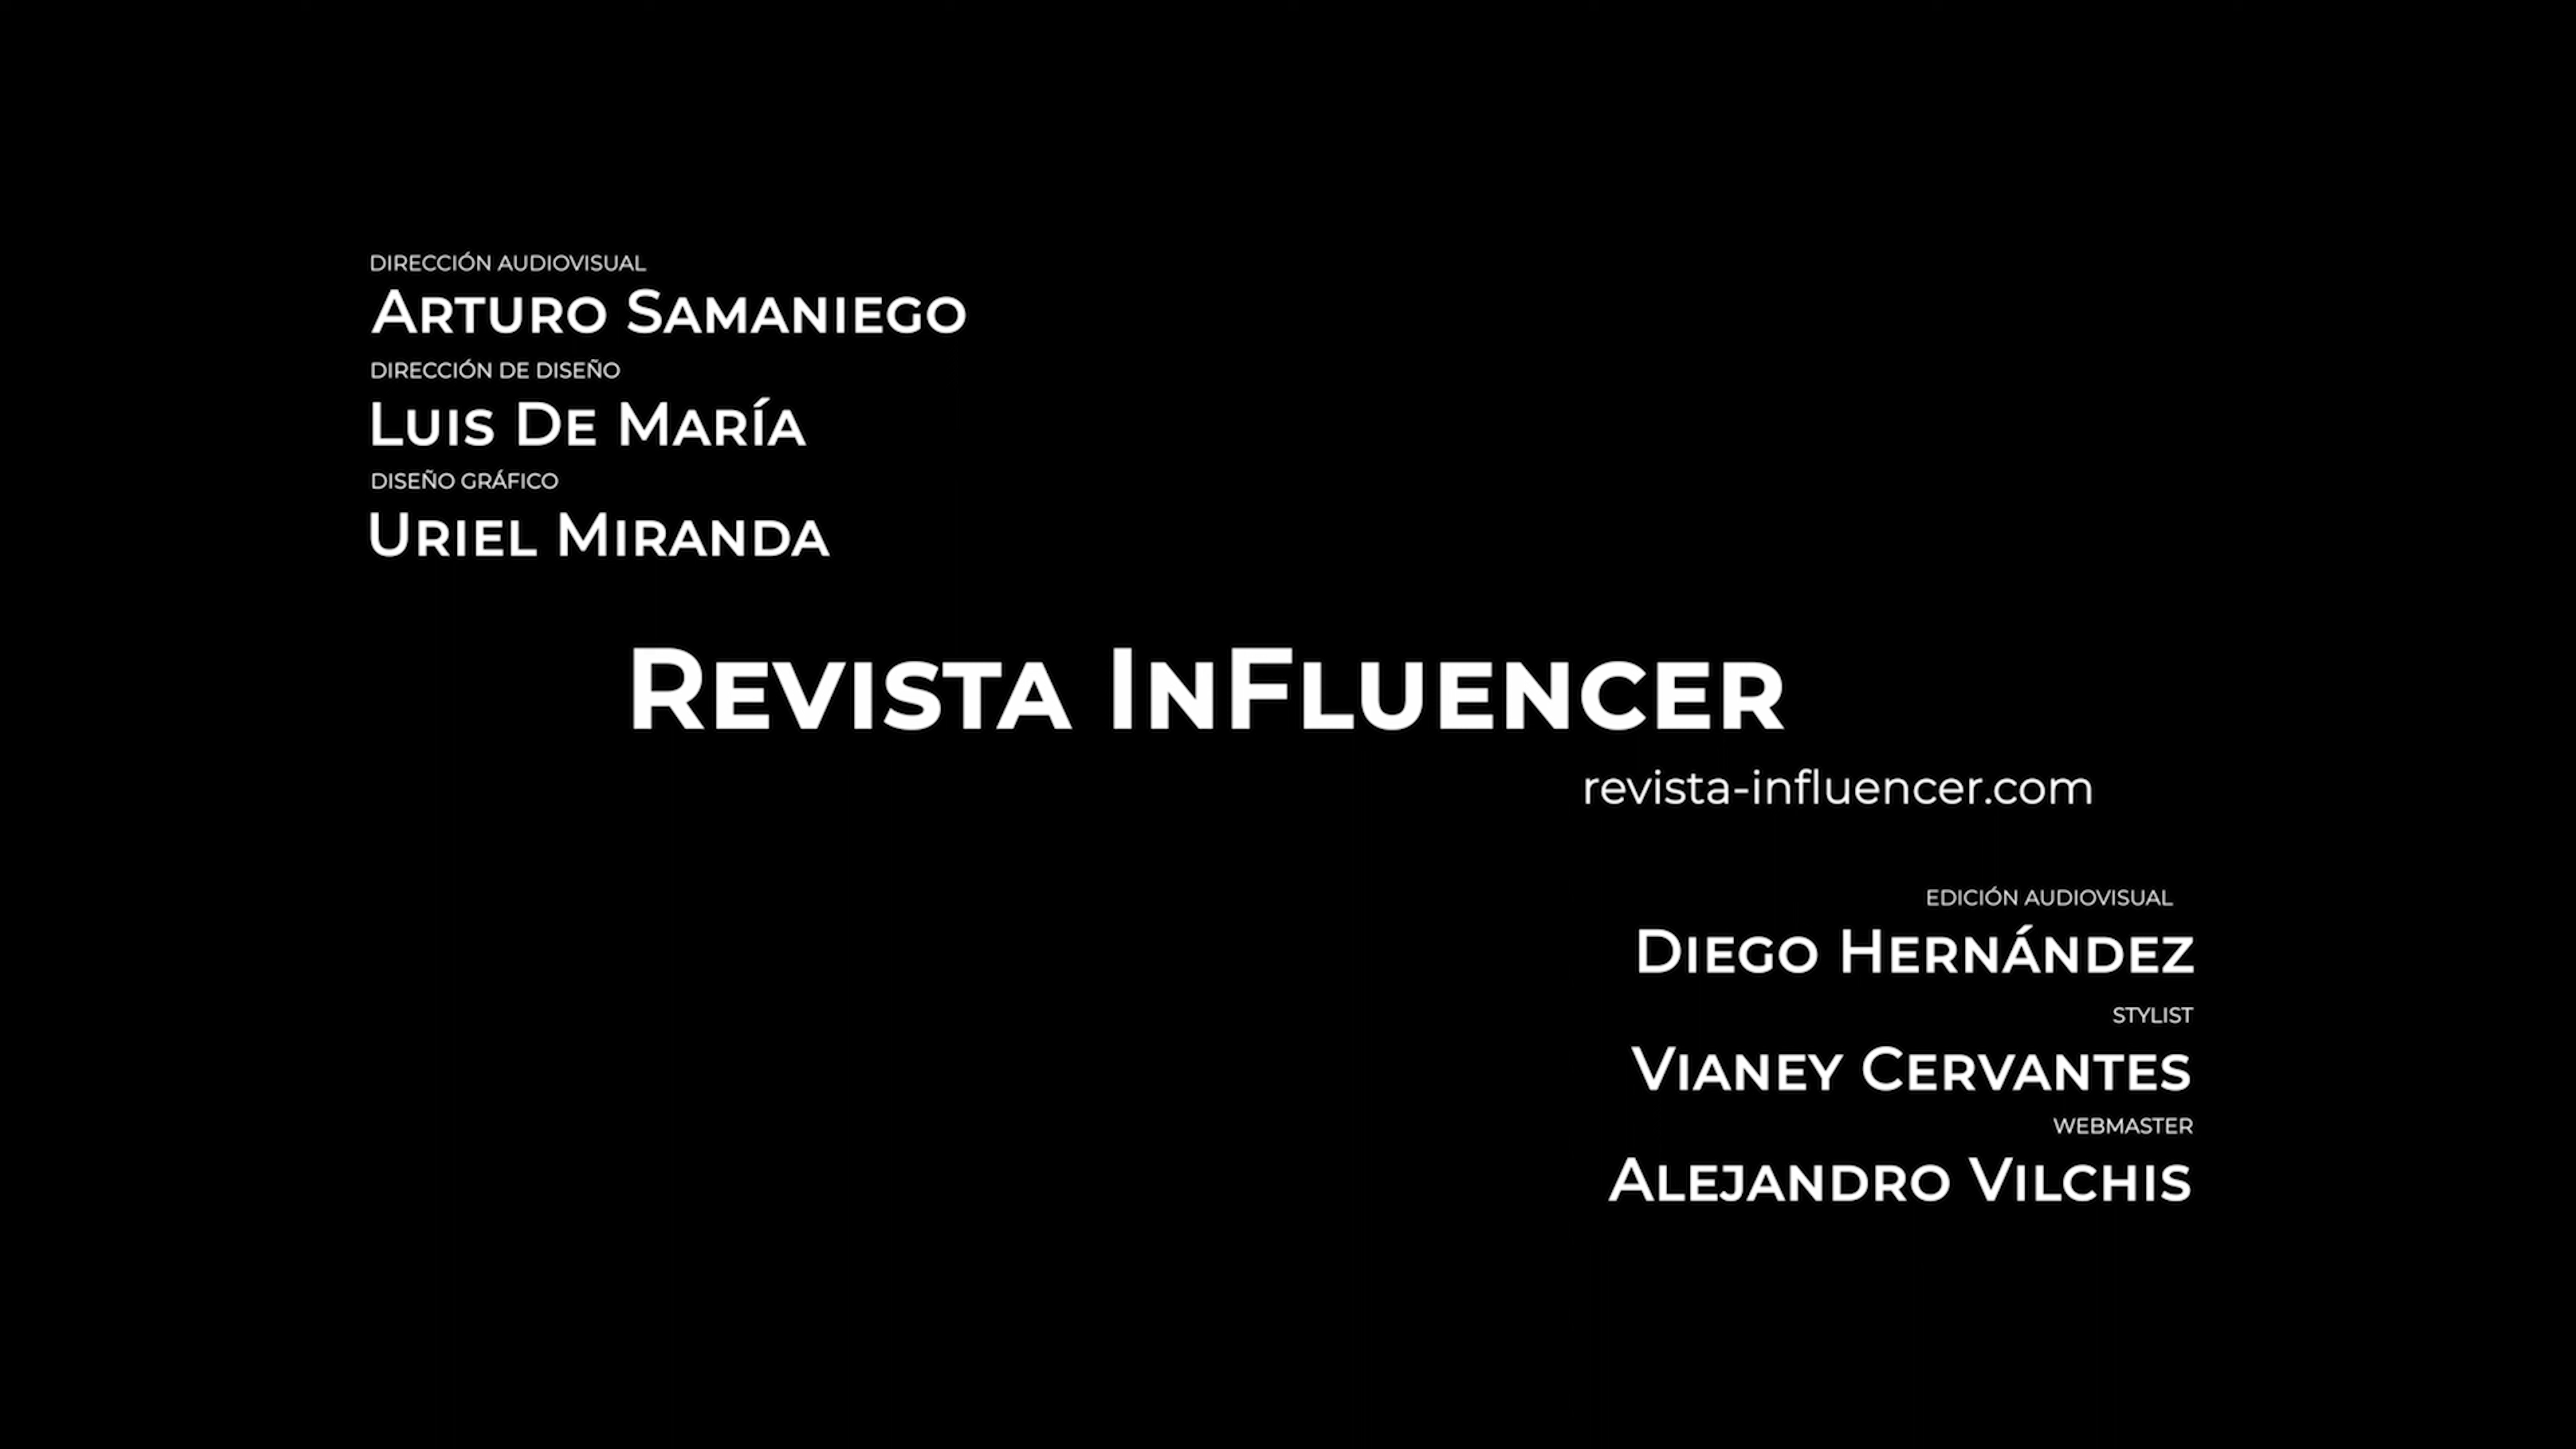 DIRECCIÓN AUDIOVISUAL
ARTURO SAMANIEGO
DIRECCIÓN DE DISEÑO
LUIS DE MARÍA
DISEÑO GRÁFICO
URIEL MIRANDA
REVISTA INFLUENCER
revista-influencer.com
EDICIÓN AUDIOVISUAL
DIEGO HERNÁNDEZ
STYLIST
VIANEY CERVANTES
WEBMASTER
ALEJANDRO VILCHIS